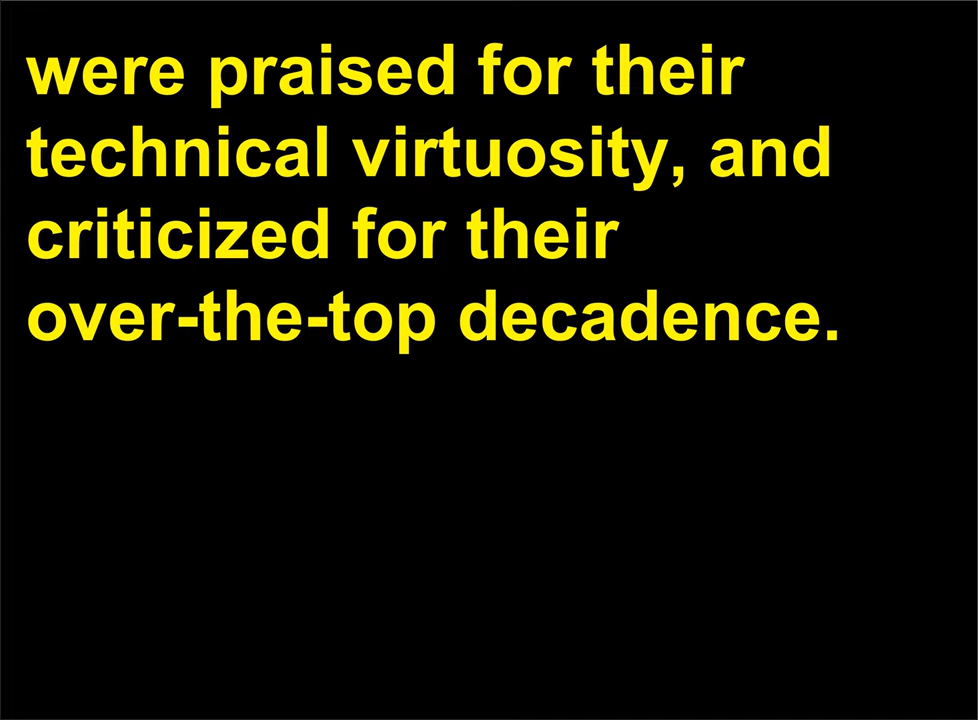 were praised for their
technical virtuosity, and
criticized for their
over-the-top decadence.